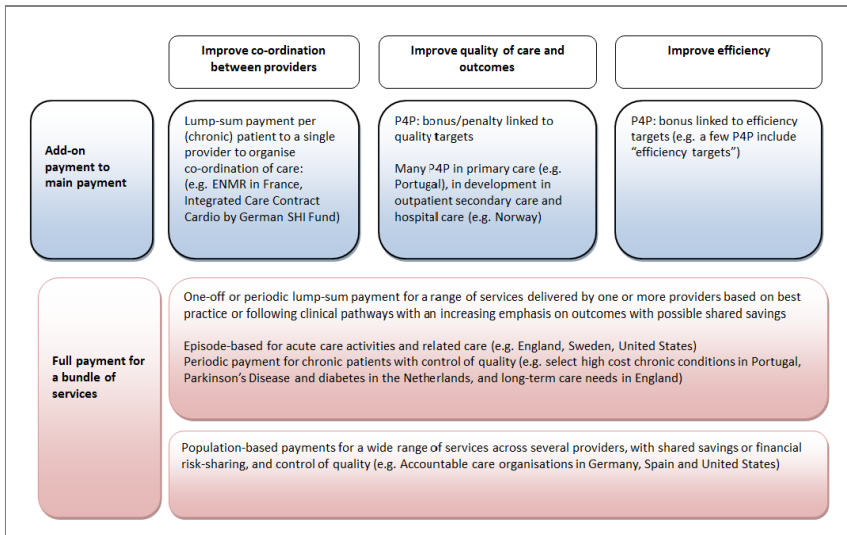 Improve co-ordination
between providers
Improve quality of care and
outcomes
Improve efficiency
Add-on
payment to
main payment
Lump-sum payment per
(chronic) patient to a single
provider to organise
co-ordination of care:
(e.g. ENMR in France,
Integrated Care Contract
Cardio by German SHI Fund)
P4P: bonus/penalty linked to
quality targets
Many P4P in primary care (e.g.
Portugal), in development in
outpatient secondary care and
hospital care (e.g. Norway)
P4P: bonus linked to efficiency
targets (e.g. a few P4P include
“efficiency targets”)
Full payment for
a bundle of
services
One-off or periodic lump-sum payment for a range of services delivered by one or more providers based on best
practice or following clinical pathways with an increasing emphasis on outcomes with possible shared savings
Episode-based for acute care activities and related care (e.g. England, Sweden, United States)
Periodic payment for chronic patients with control of quality (e.g. select high cost chronic conditions in Portugal,
Parkinson’s Disease and diabetes in the Netherlands, and long-term care needs in England)
Population-based payments for a wide range of services across several providers, with shared savings or financial
risk-sharing, and control of quality (e.g. Accountable care organisations in Germany, Spain and United States)